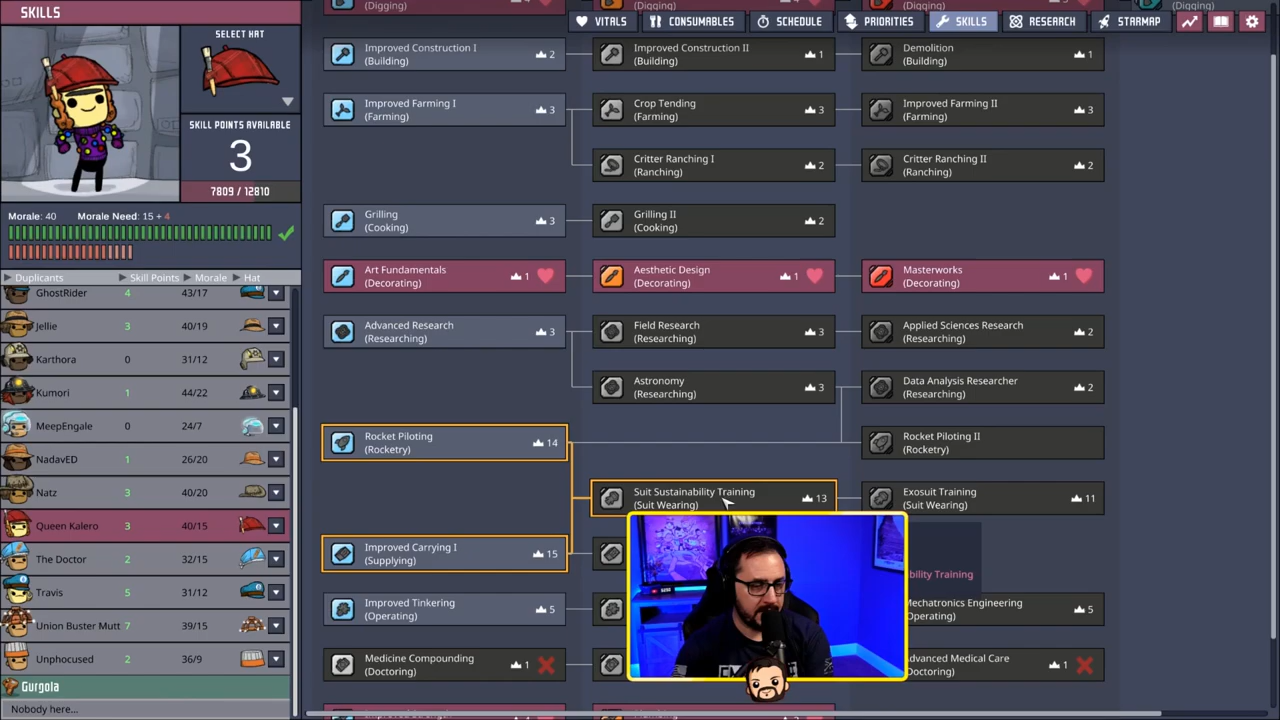 SKILLS
SELECT HAT
SKILL POINTS AVAILABLE
3
7809 / 12810
Morale: 40 Morale Need: 15 + 4
Duplicants Skill Points Morale Hat
GhostRider 4 43/17
Jellie 3 40/19
Karthora 0 31/12
Kumori 1 44/22
MeepEngale 0 24/7
NadavED 1 26/20
Natz 3 40/20
Queen Kalero 3 40/15
The Doctor 2 32/15
Travis 5 31/12
Union Buster Mutt 7 39/15
Unphocused 2 36/9
Gurgola
Nobody here...
VITALS CONSUMABLES SCHEDULE PRIORITIES SKILLS RESEARCH STARMAP
(Digging) (Digging) (Digging) (Digging)
Improved Construction I
(Building) 2
Improved Construction II
(Building) 1
Demolition
(Building) 1
Improved Farming I
(Farming) 3
Crop Tending
(Farming) 3
Improved Farming II
(Farming) 3
Critter Ranching I
(Ranching) 2
Critter Ranching II
(Ranching) 2
Grilling
(Cooking) 3
Grilling II
(Cooking) 2
Art Fundamentals
(Decorating) 1
Aesthetic Design
(Decorating) 1
Masterworks
(Decorating) 1
Advanced Research
(Researching) 3
Field Research
(Researching) 3
Applied Sciences Research
(Researching) 2
Astronomy
(Researching) 3
Data Analysis Researcher
(Researching) 2
Rocket Piloting
(Rocketry) 14
Rocket Piloting II
(Rocketry)
Suit Sustainability Training
(Suit Wearing) 13
Exosuit Training
(Suit Wearing) 11
Improved Carrying I
(Supplying) 15
bility Training
Improved Tinkering
(Operating) 5
Mechatronics Engineering
(Operating) 5
Medicine Compounding
(Doctoring) 1
Advanced Medical Care
(Doctoring) 1